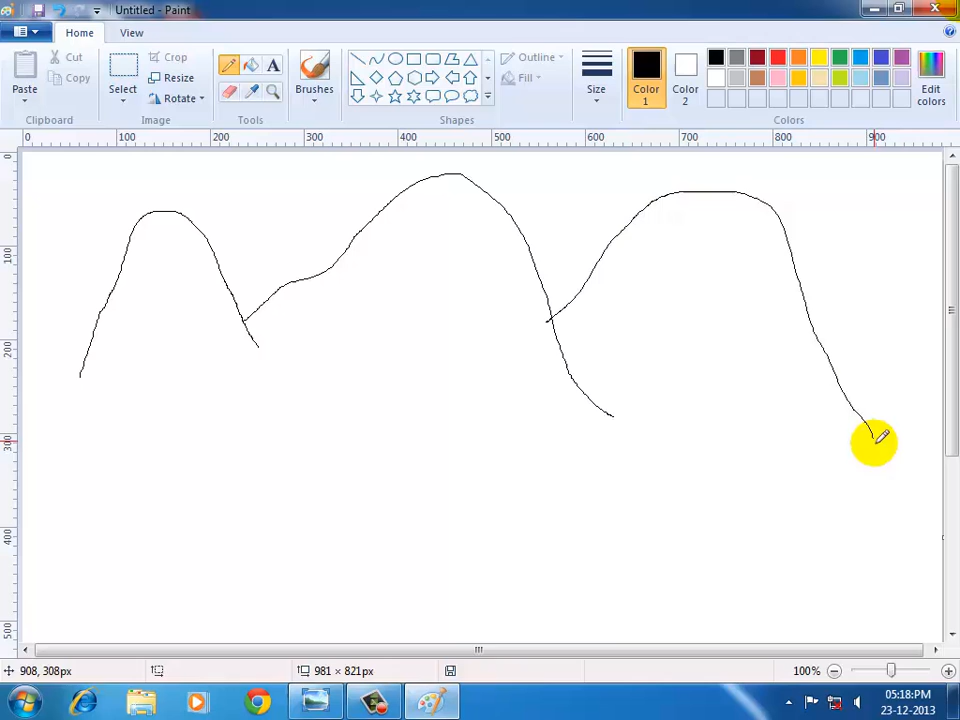 Untitled - Paint
Home View
Paste
Cut
Copy
Clipboard
Select
Crop
Resize
Rotate
Image
A
Tools
Brushes
Outline
Fill
Shapes
Size
Color 1
Color 2
Edit colors
Colors
0 100 200 300 400 500 600 700 800 900
0
100
200
300
400
500
908, 308px
981 × 821px
100%
05:18:PM
23-12-2013